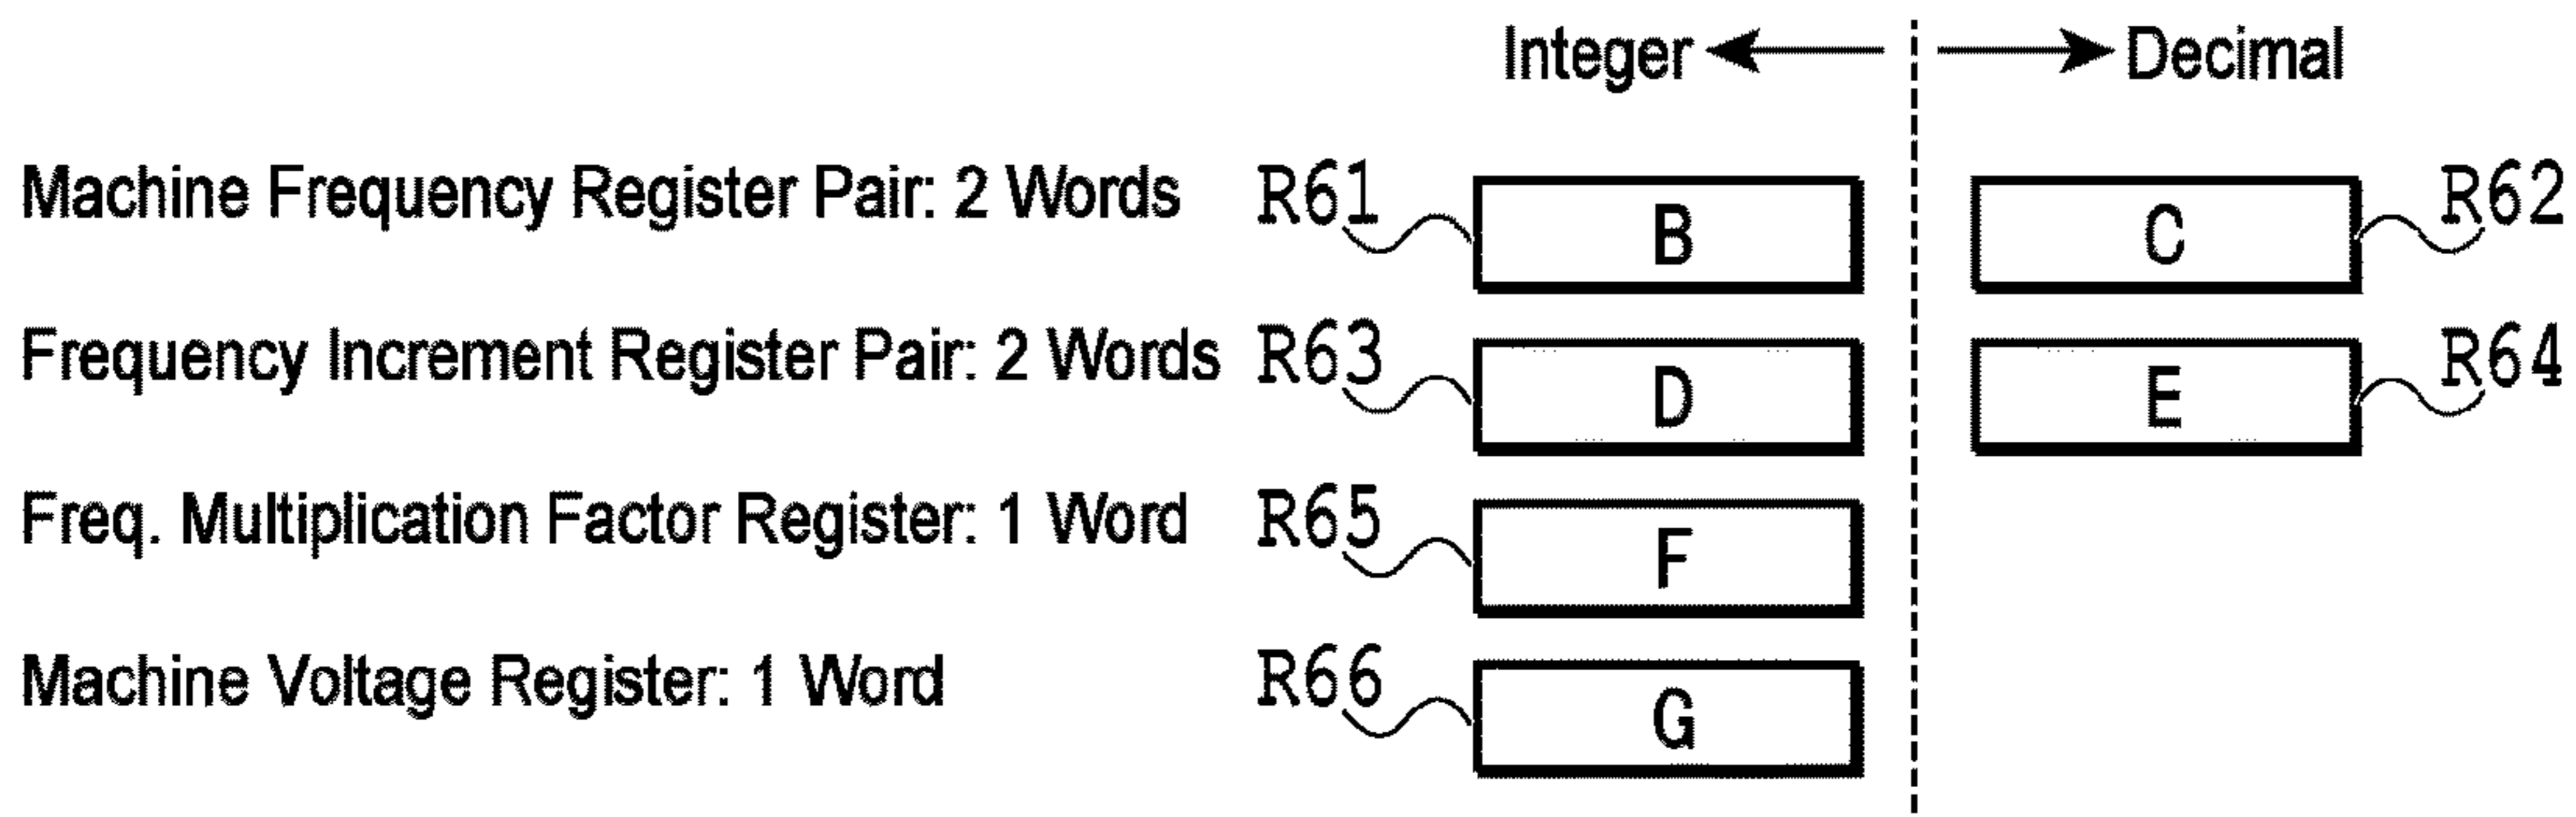 Integer Decimal
Machine Frequency Register Pair: 2 Words R61 B C R62
Frequency Increment Register Pair: 2 Words R63 D E R64
Freq. Multiplication Factor Register: 1 Word R65 F
Machine Voltage Register: 1 Word R66 G